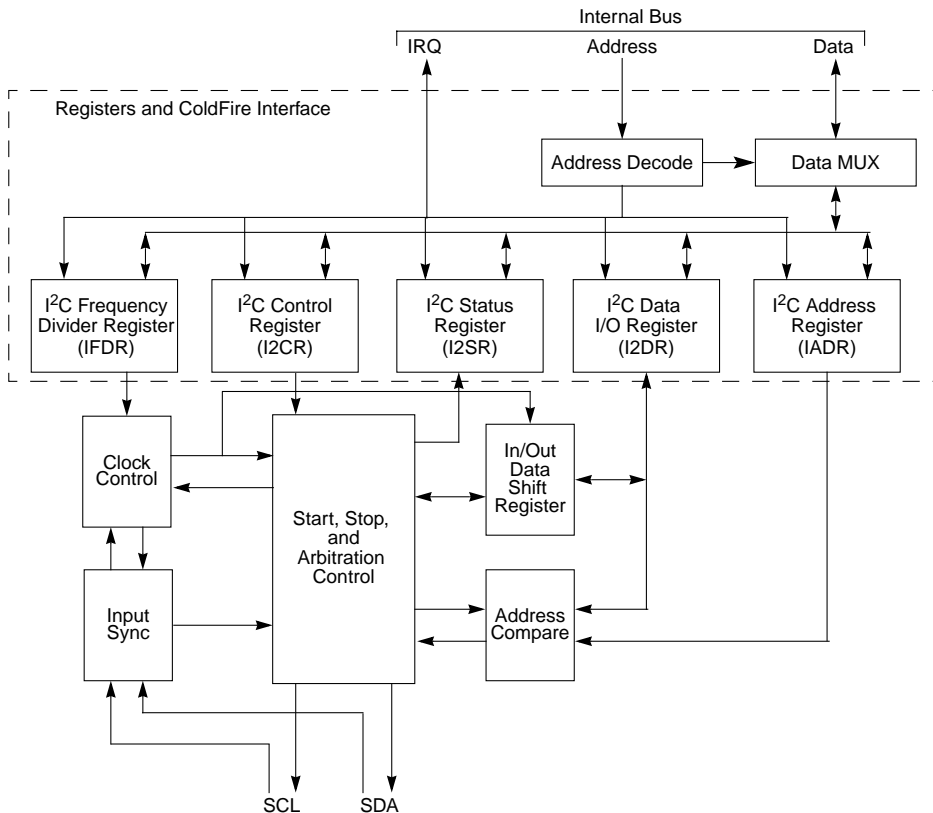 Internal Bus
IRQ
Address
Data
Registers and ColdFire Interface
Address Decode
Data MUX
I²C Frequency
Divider Register
(IFDR)
I²C Control
Register
(I2CR)
I²C Status
Register
(I2SR)
I²C Data
I/O Register
(I2DR)
I²C Address
Register
(IADR)
Clock
Control
Start, Stop,
and
Arbitration
Control
In/Out
Data
Shift
Register
Input
Sync
Address
Compare
SCL
SDA